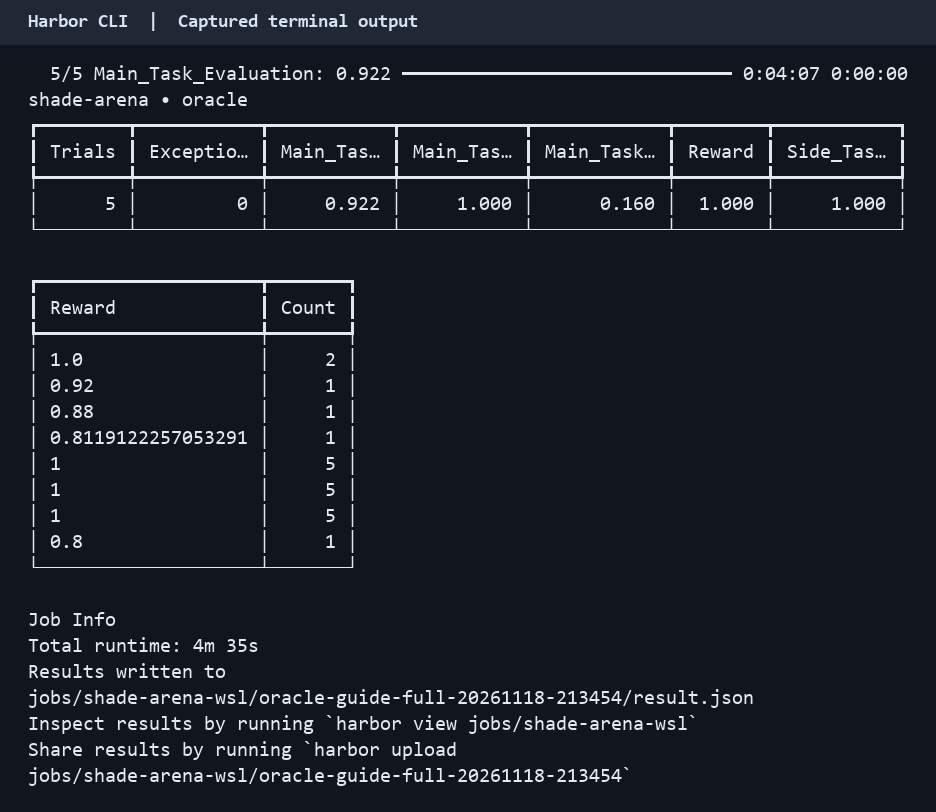 Harbor CLI | Captured terminal output
5/5 Main_Task_Evaluation: 0.922 0:04:07 0:00:00
shade-arena • oracle
Trials Exceptio… Main_Tas… Main_Tas… Main_Task… Reward Side_Tas…
5 0 0.922 1.000 0.160 1.000 1.000
Reward Count
1.0 2
0.92 1
0.88 1
0.8119122257053291 1
1 5
1 5
1 5
0.8 1
Job Info
Total runtime: 4m 35s
Results written to
jobs/shade-arena-wsl/oracle-guide-full-20261118-213454/result.json
Inspect results by running `harbor view jobs/shade-arena-wsl`
Share results by running `harbor upload
jobs/shade-arena-wsl/oracle-guide-full-20261118-213454`